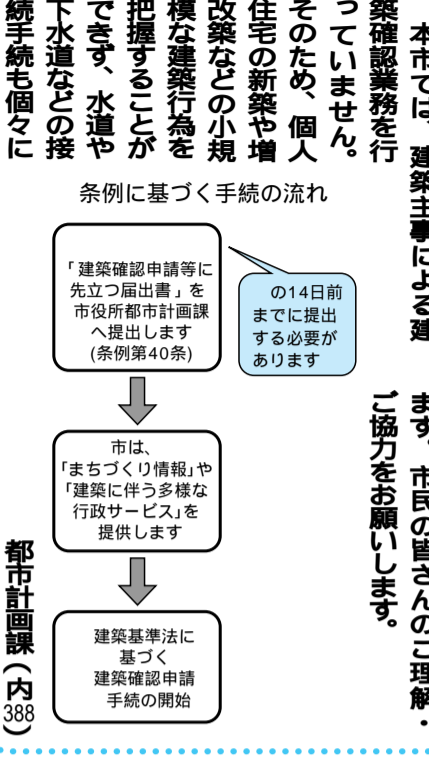 本市では、建築主事による建
築確認業務を行
っていません。
そのため、個人
住宅の新築や増
改築などの小規
模な建築行為を
把握することが
できず、水道や
下水道などの接
続手続も個々に
ます。市民の皆さんのご理解・
ご協力をお願いします。
条例に基づく手続の流れ
「建築確認申請等に
先立つ届出書」を
市役所都市計画課
へ提出します
(条例第40条)
の14日前
までに提出
する必要が
あります
市は、
「まちづくり情報」や
「建築に伴う多様な
行政サービス」を
提供します
建築基準法に
基づく
建築確認申請
手続の開始
都市計画課(内388)